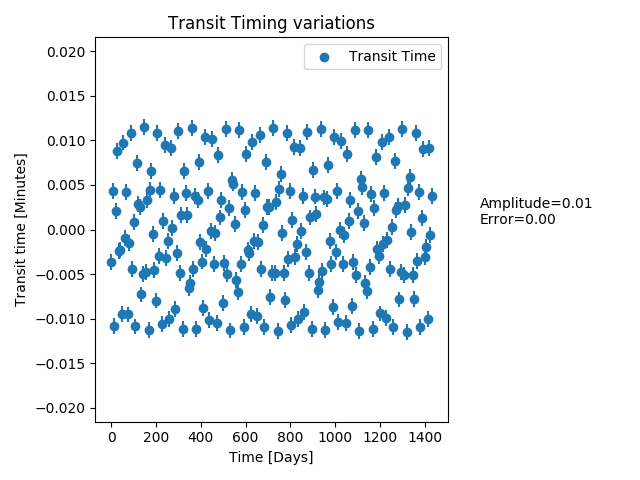 Transit Timing variations
Transit Time
0.020
0.015
0.010
0.005
0.000
−0.005
−0.010
−0.015
−0.020
Transit time [Minutes]
Amplitude=0.01
Error=0.00
0 200 400 600 800 1000 1200 1400
Time [Days]